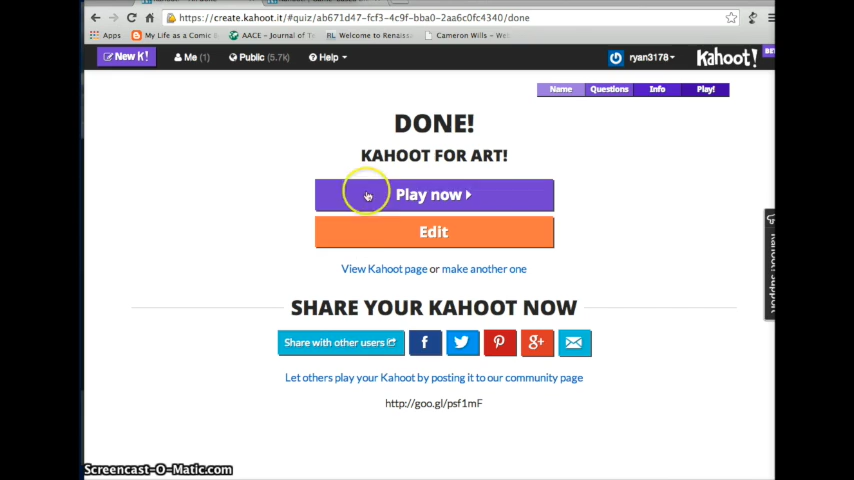 https://create.kahoot.it/#quiz/ab671d47-fcf3-4c9f-bba0-2aa6c0fc4340/done
Apps My Life as a Comic AACE – Journal of T Welcome to Renaiss Cameron Wills – We
New K! Me (1) Public (5.7k) Help ryan3178 Kahoot! BE
Name Questions Info Play!
DONE!
KAHOOT FOR ART!
Play now
Edit
View Kahoot page or make another one
Kahoot! support
SHARE YOUR KAHOOT NOW
Share with other users
Let others play your Kahoot by posting it to our community page
http://goo.gl/psf1mF
Screencast-O-Matic.com